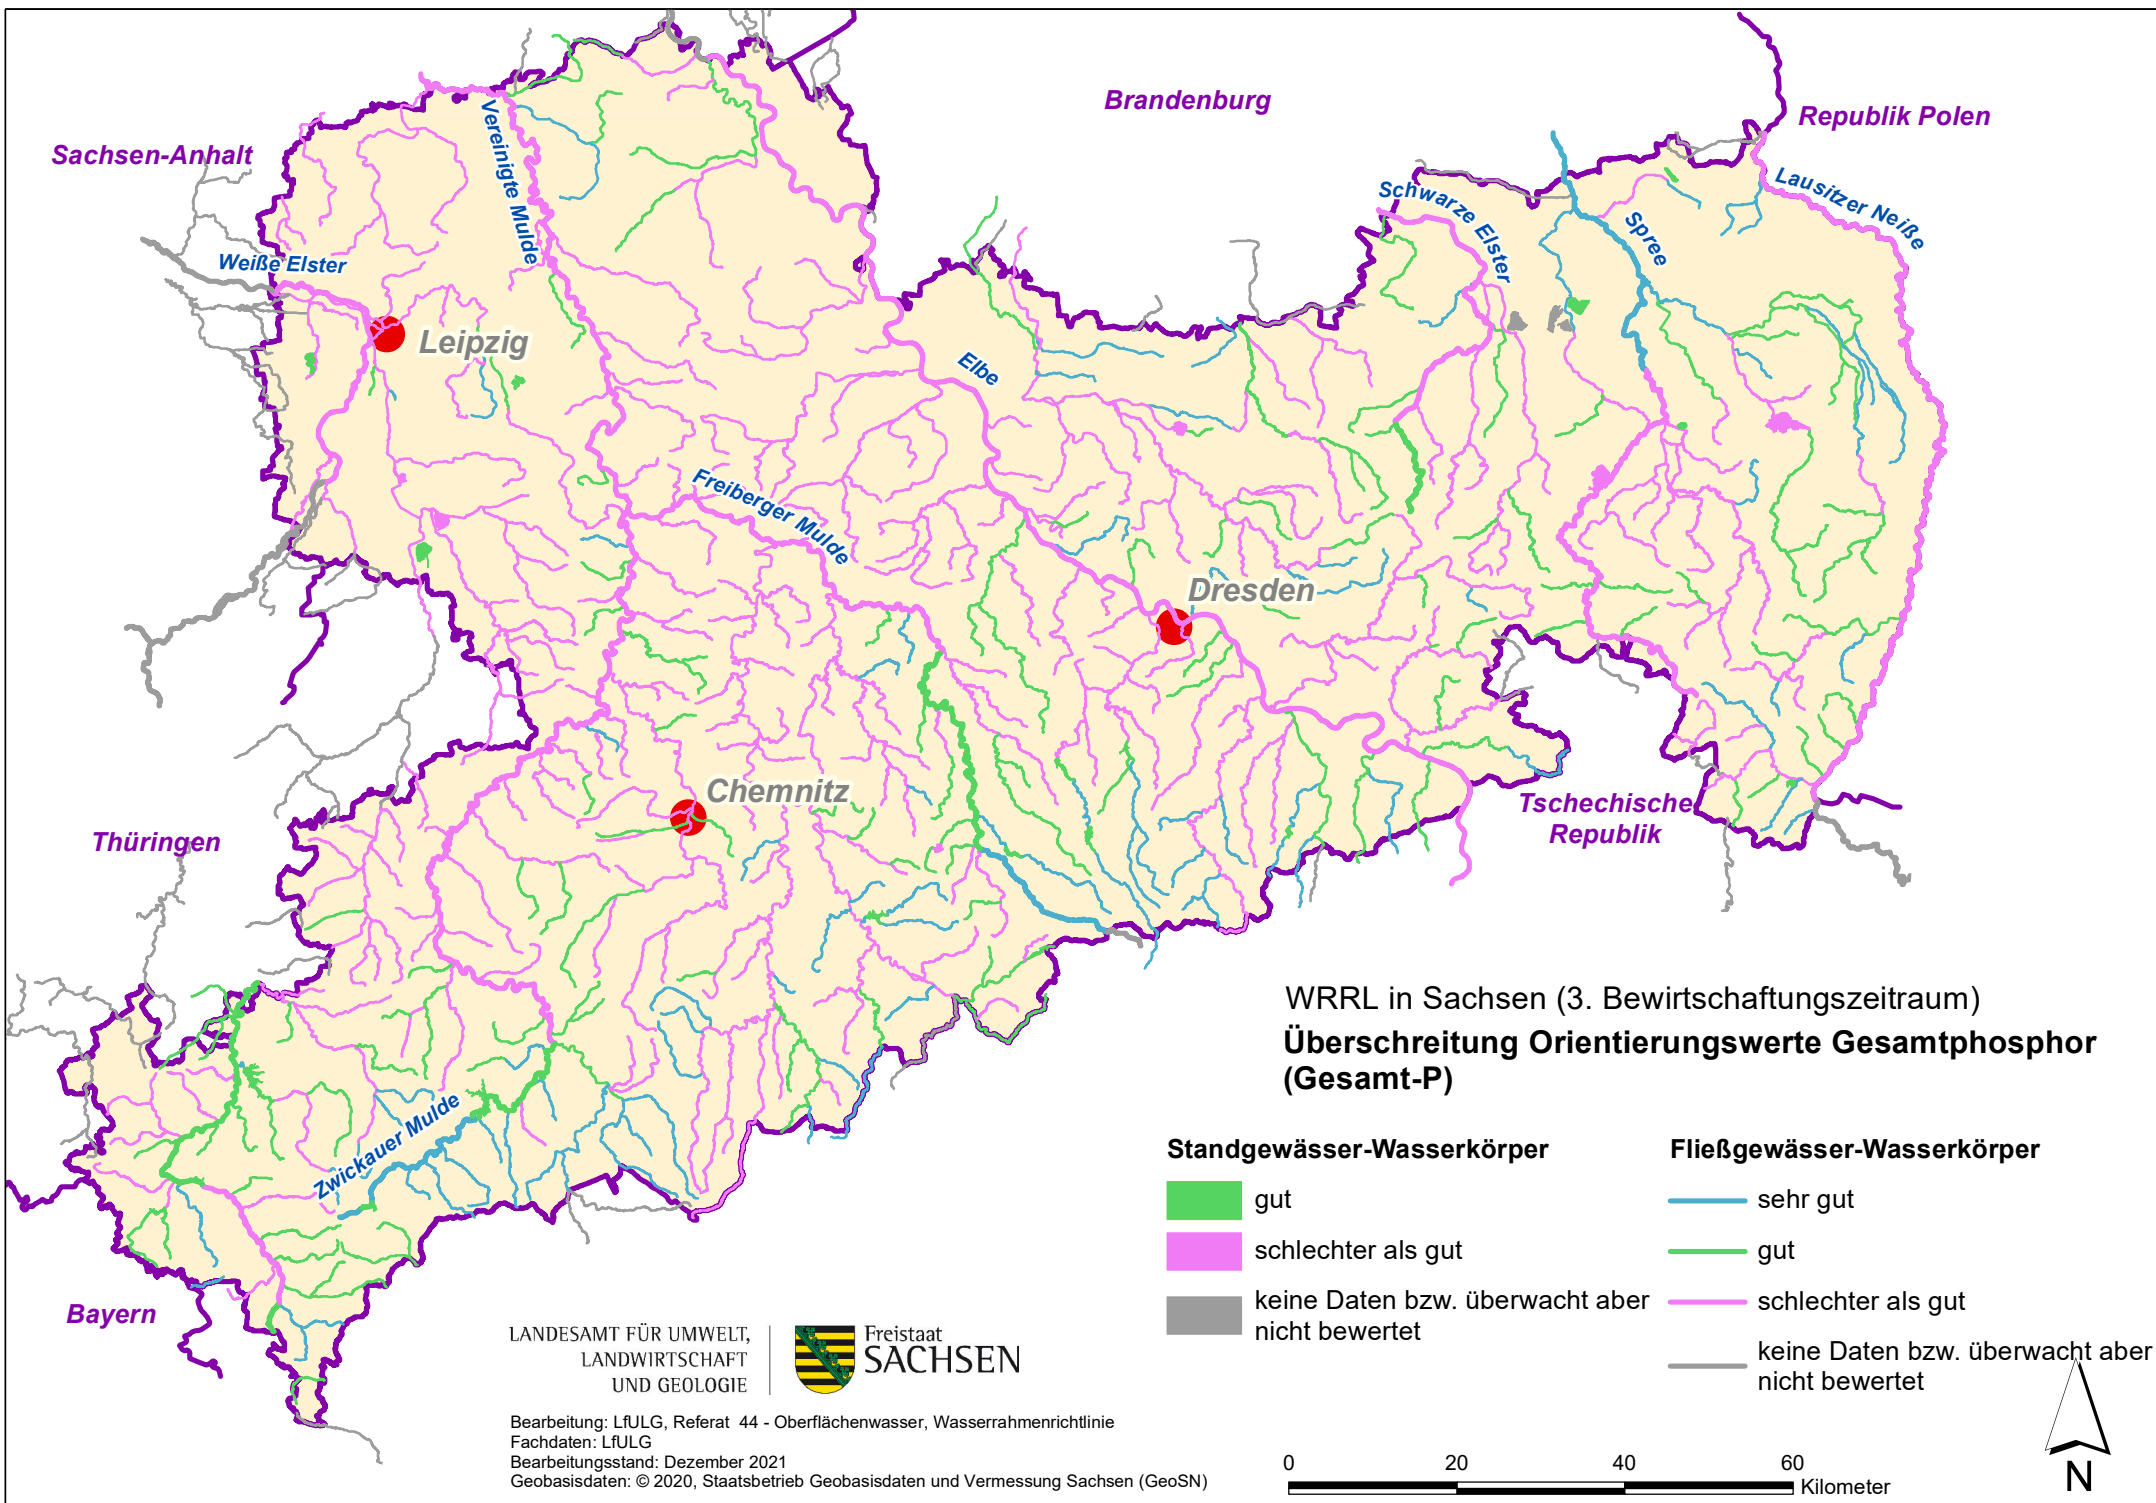 Brandenburg
Republik Polen
Sachsen-Anhalt
Vereinigte Mulde
Schwarze Elster
Lausitzer Neiße
Spree
Weiße Elster
Leipzig
Elbe
Freiberger Mulde
Dresden
Chemnitz
Tschechische
Republik
Thüringen
Zwickauer Mulde
Bayern
WRRL in Sachsen (3. Bewirtschaftungszeitraum)
Überschreitung Orientierungswerte Gesamtphosphor
(Gesamt-P)
Standgewässer-Wasserkörper
gut
schlechter als gut
keine Daten bzw. überwacht aber
nicht bewertet
Fließgewässer-Wasserkörper
sehr gut
gut
schlechter als gut
keine Daten bzw. überwacht aber
nicht bewertet
LANDESAMT FÜR UMWELT,
LANDWIRTSCHAFT
UND GEOLOGIE
Freistaat
SACHSEN
Bearbeitung: LfULG, Referat 44 - Oberflächenwasser, Wasserrahmenrichtlinie
Fachdaten: LfULG
Bearbeitungsstand: Dezember 2021
Geobasisdaten: © 2020, Staatsbetrieb Geobasisdaten und Vermessung Sachsen (GeoSN)
0 20 40 60
Kilometer
N